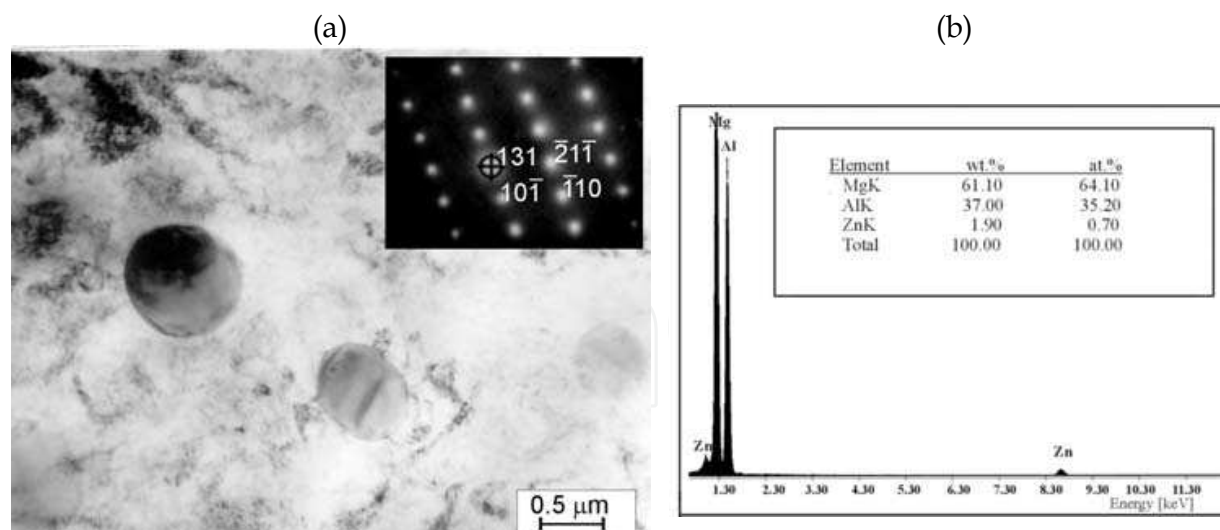 (a)
(b)
131 2̅11̅
101̅ 1̅10
0.5 μm
Mg
Al
Element wt.% at.%
MgK 61.10 64.10
AlK 37.00 35.20
ZnK 1.90 0.70
Total 100.00 100.00
Zn
Zn
1.30 2.30 3.30 4.30 5.30 6.30 7.30 8.30 9.30 10.30 11.30
Energy [keV]